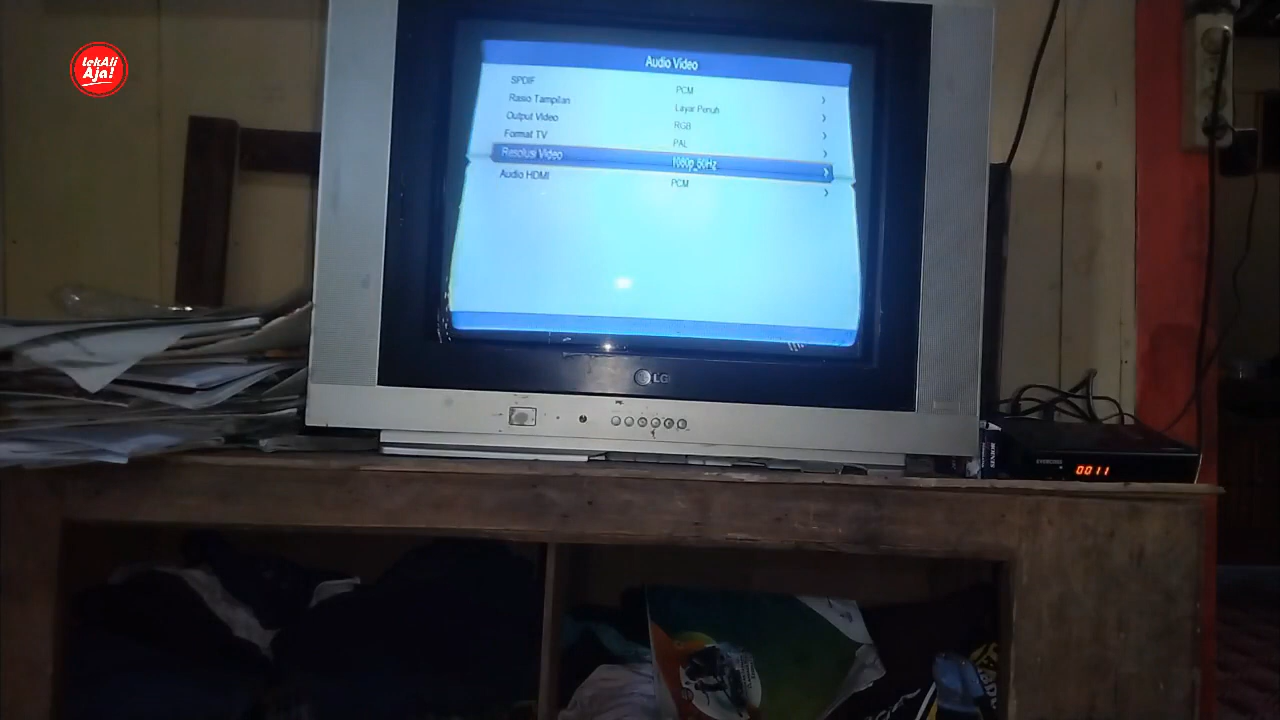 LekAli
Aja!
Audio Video
SPDIF PCM
Rasio Tampilan Layar Penuh
Output Video RGB
Format TV PAL
Resolusi Video 1080p_50Hz
Audio HDMI PCM
LG
EVERCOSS
0011